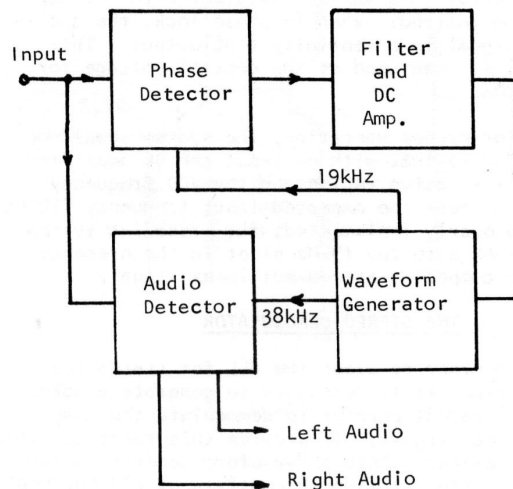 Input
Phase
Detector
Filter
and
DC
Amp.
19kHz
Audio
Detector
38kHz
Waveform
Generator
Left Audio
Right Audio